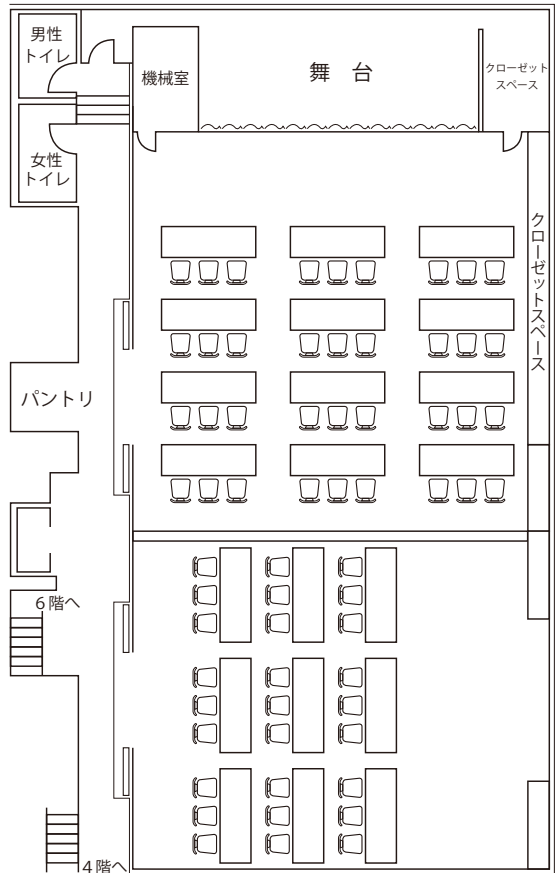 男性
トイレ
機械室
舞　台
クローゼット
スペース
女性
トイレ
クローゼットスペース
パントリ
６階へ
４階へ